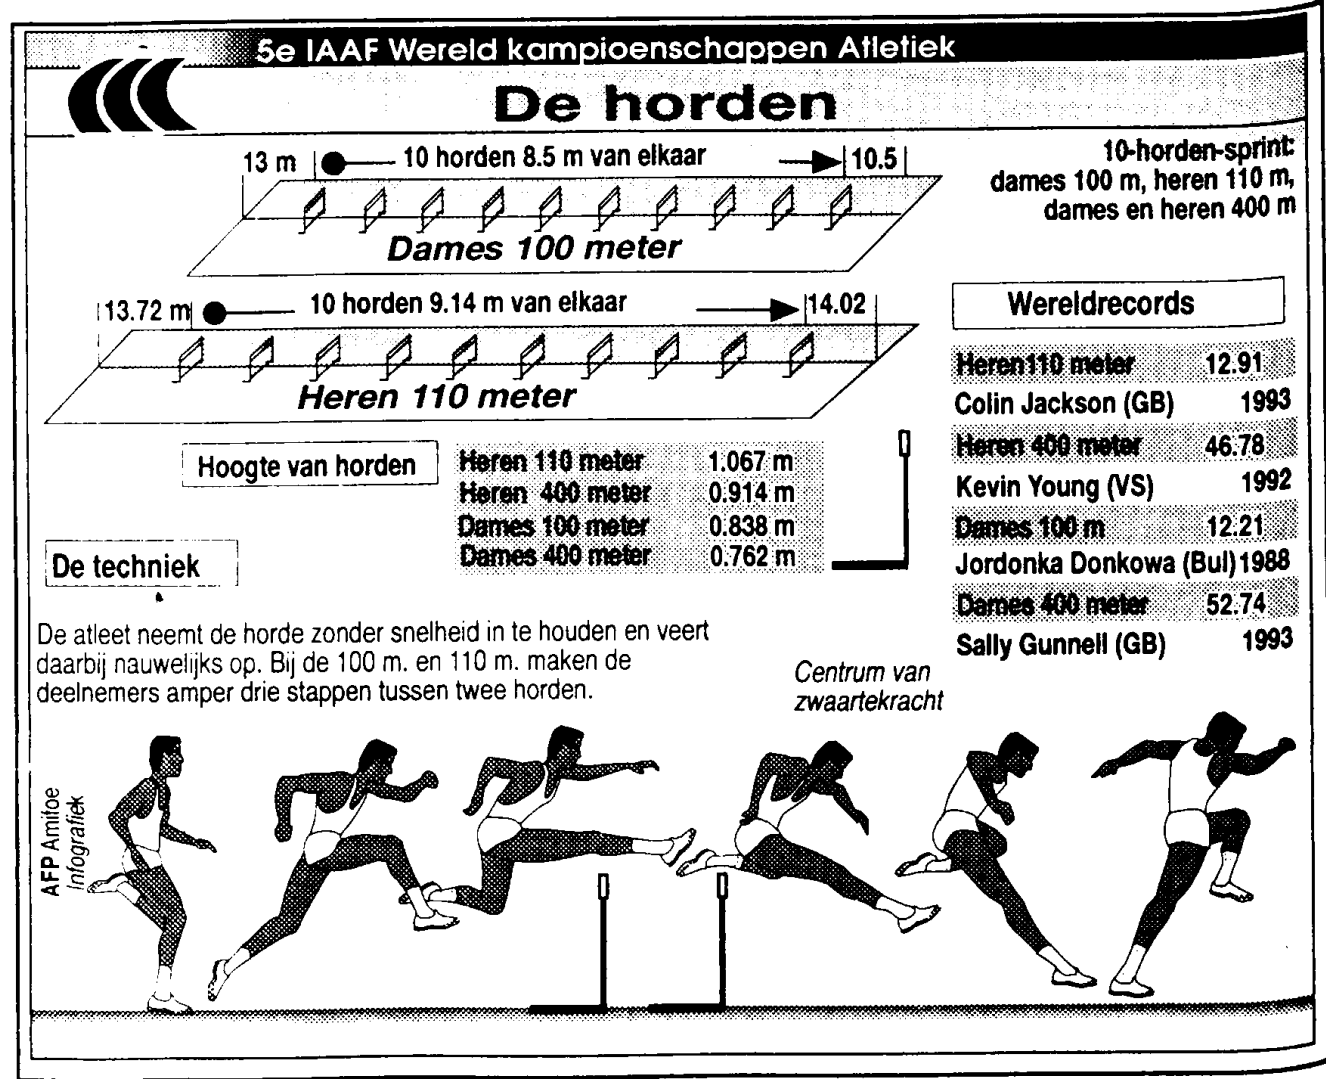 5e IAAF Wereld kampioenschappen Atletiek
De horden
13 m
10 horden 8.5 m van elkaar
10.5
Dames 100 meter
10-horden-sprint:
dames 100 m, heren 110 m,
dames en heren 400 m
13.72 m
10 horden 9.14 m van elkaar
14.02
Heren 110 meter
Hoogte van horden
Heren 110 meter 1.067 m
Heren 400 meter 0.914 m
Dames 100 meter 0.838 m
Dames 400 meter 0.762 m
Wereldrecords
Heren110 meter 12.91
Colin Jackson (GB) 1993
Heren 400 meter 46.78
Kevin Young (VS) 1992
Dames 100 m 12.21
Jordonka Donkowa (Bul) 1988
Dames 400 meter 52.74
Sally Gunnell (GB) 1993
De techniek
De atleet neemt de horde zonder snelheid in te houden en veert
daarbij nauwelijks op. Bij de 100 m. en 110 m. maken de
deelnemers amper drie stappen tussen twee horden.
Centrum van
zwaartekracht
AFP Amitoe
Infografiek